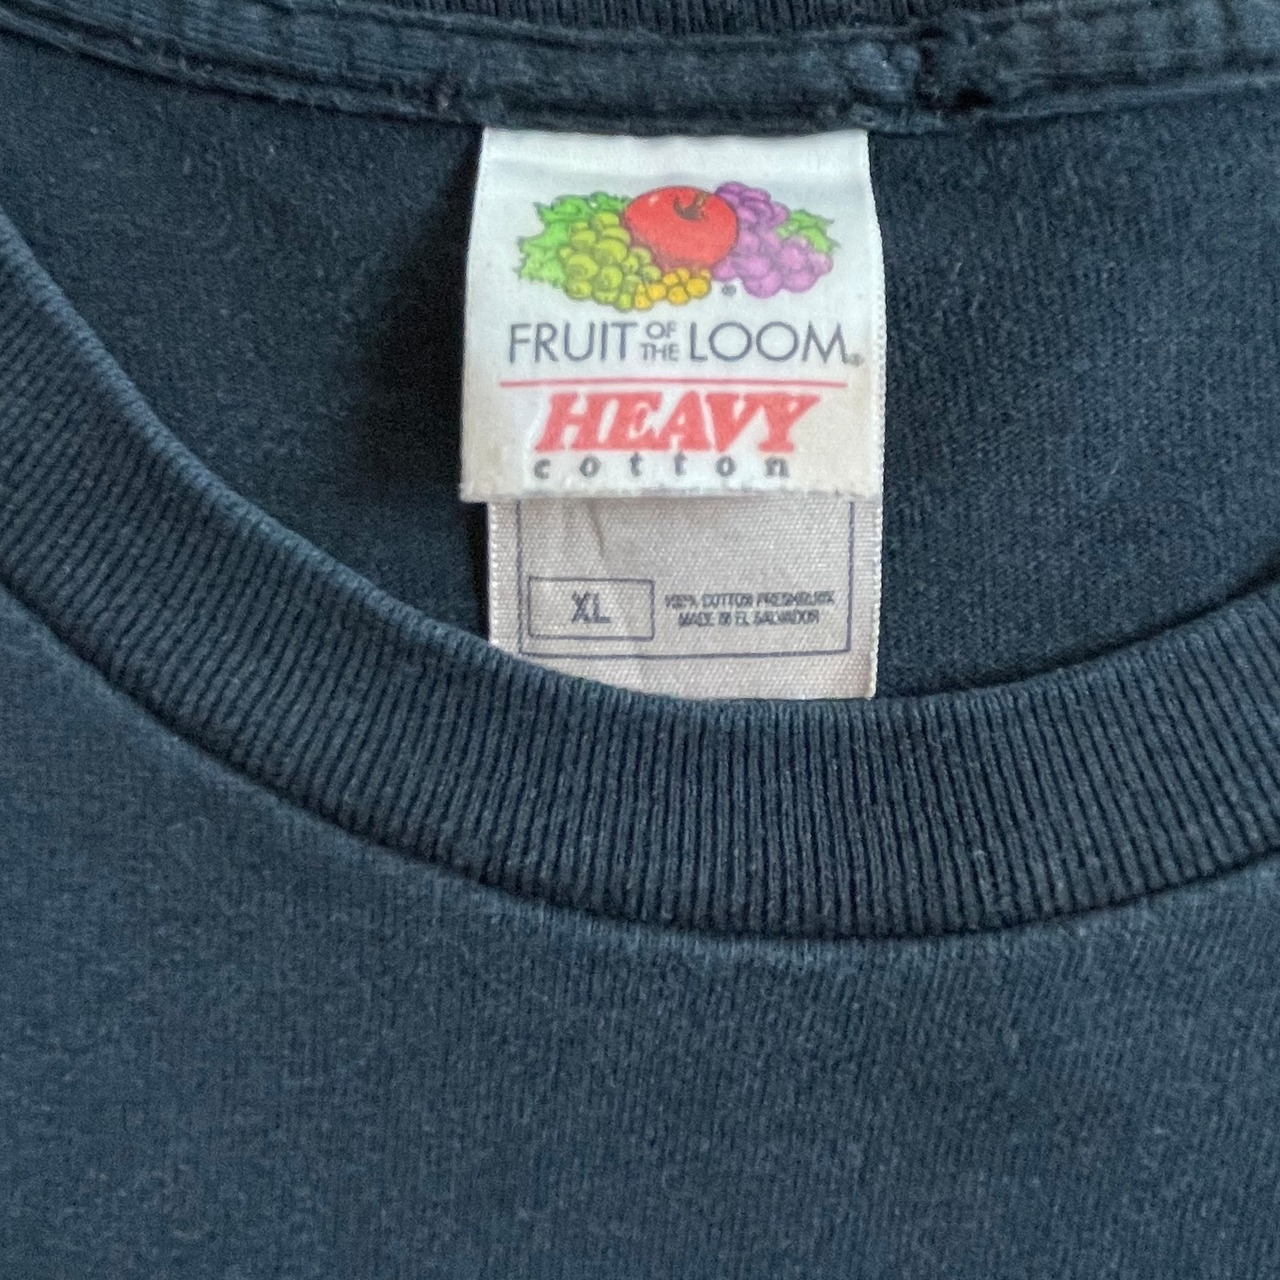 FRUIT OF THE LOOM®
HEAVY
cotton
XL
100% COTTON PRESHRUNK
MADE IN EL SALVADOR